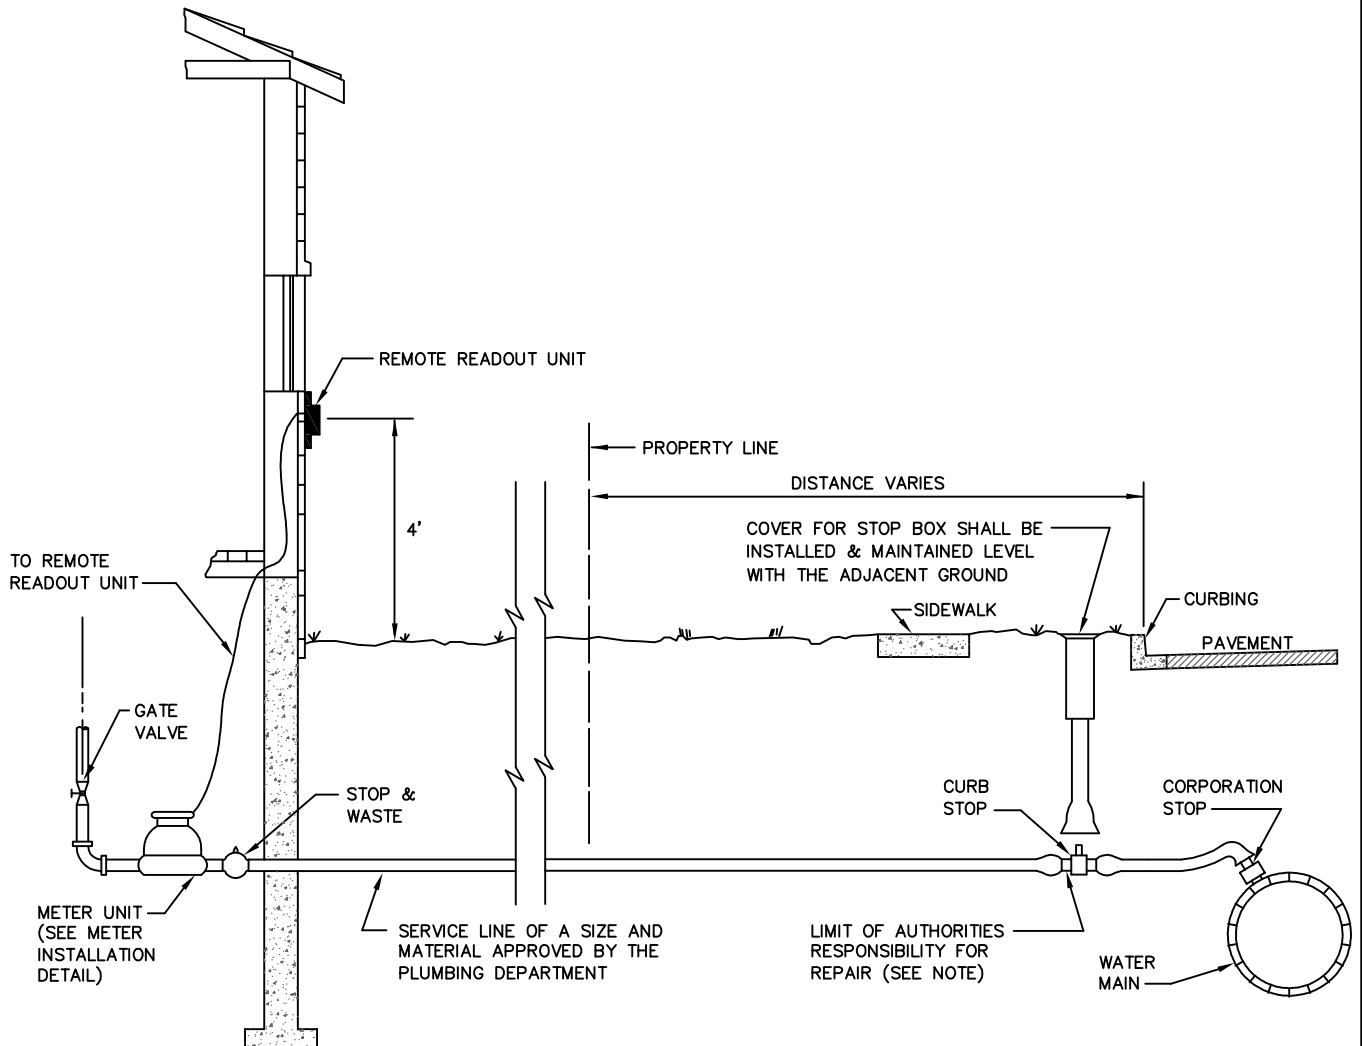 REMOTE READOUT UNIT
PROPERTY LINE
DISTANCE VARIES
4'
COVER FOR STOP BOX SHALL BE
INSTALLED & MAINTAINED LEVEL
WITH THE ADJACENT GROUND
TO REMOTE
READOUT UNIT
SIDEWALK
CURBING
PAVEMENT
GATE
VALVE
STOP &
WASTE
CURB
STOP
CORPORATION
STOP
METER UNIT
(SEE METER
INSTALLATION
DETAIL)
SERVICE LINE OF A SIZE AND
MATERIAL APPROVED BY THE
PLUMBING DEPARTMENT
LIMIT OF AUTHORITIES
RESPONSIBILITY FOR
REPAIR (SEE NOTE)
WATER
MAIN